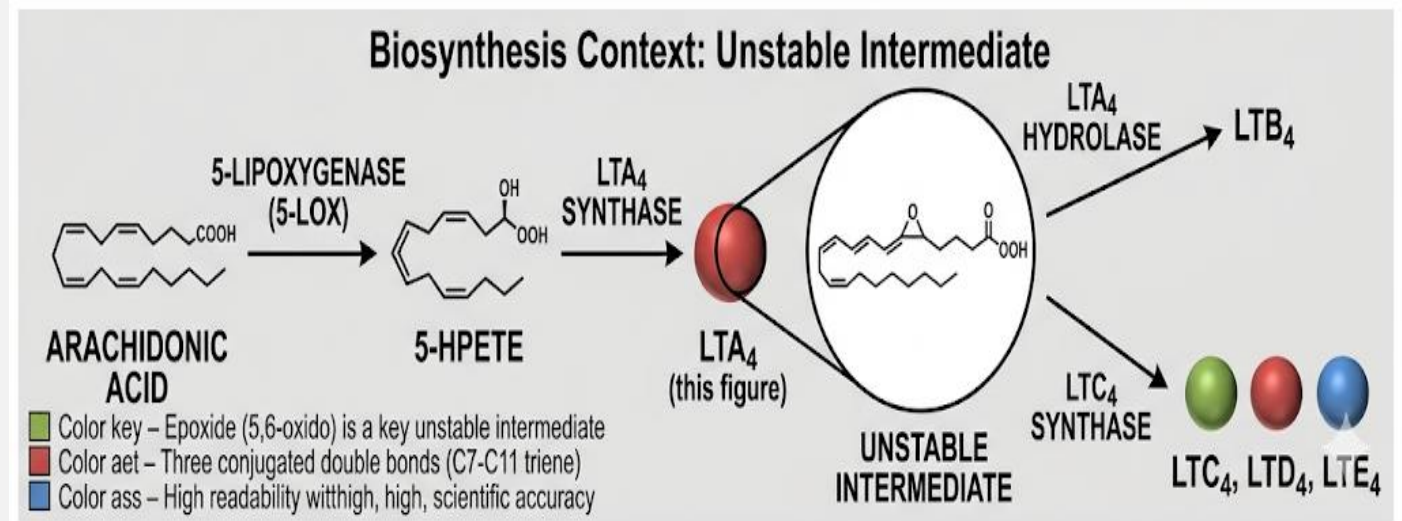 Biosynthesis Context: Unstable Intermediate
5-LIPOXYGENASE
(5-LOX)
LTA4
SYNTHASE
LTA4
HYDROLASE
LTB4
COOH
OH
OOH
O
O
OOH
ARACHIDONIC
ACID
5-HPETE
LTA4
(this figure)
UNSTABLE
INTERMEDIATE
LTC4
SYNTHASE
LTC4, LTD4, LTE4
Color key – Epoxide (5,6-oxido) is a key unstable intermediate
Color aet – Three conjugated double bonds (C7-C11 triene)
Color ass – High readability witthigh, high, scientific accuracy